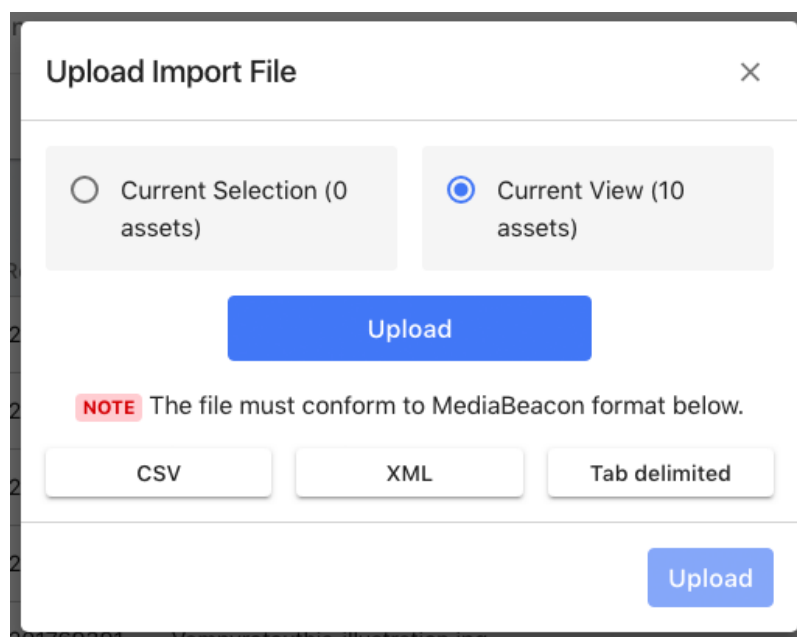 Upload Import File
Current Selection (0
assets)
Current View (10
assets)
Upload
NOTE The file must conform to MediaBeacon format below.
CSV
XML
Tab delimited
Upload